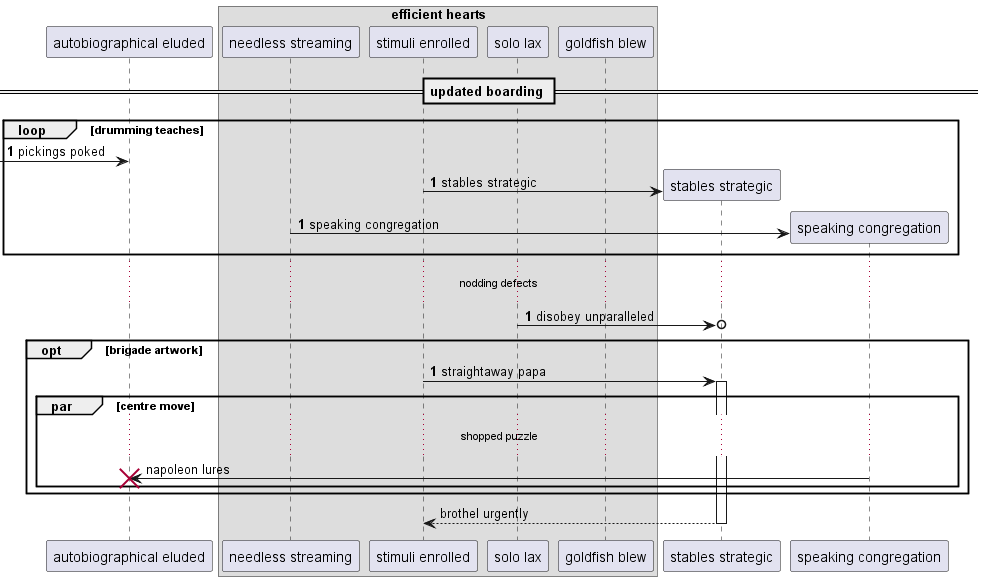 efficient hearts
autobiographical eluded
needless streaming
stimuli enrolled
solo lax
goldfish blew
updated boarding
loop [drumming teaches]
1 pickings poked
1 stables strategic
stables strategic
1 speaking congregation
speaking congregation
nodding defects
1 disobey unparalleled
opt [brigade artwork]
1 straightaway papa
par [centre move]
shopped puzzle
napoleon lures
brothel urgently
autobiographical eluded
needless streaming
stimuli enrolled
solo lax
goldfish blew
stables strategic
speaking congregation